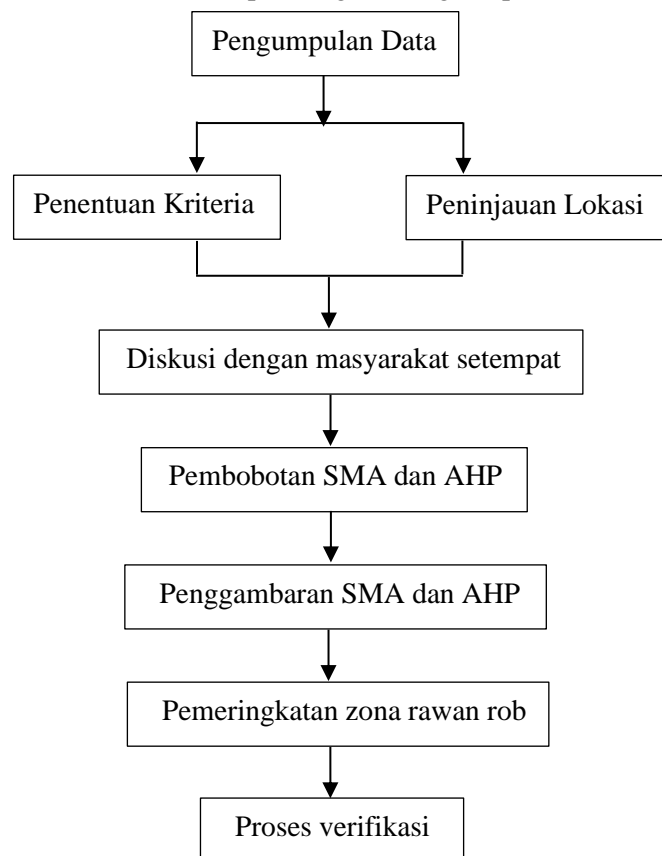 Pengumpulan Data
Penentuan Kriteria
Peninjauan Lokasi
Diskusi dengan masyarakat setempat
Pembobotan SMA dan AHP
Penggambaran SMA dan AHP
Pemeringkatan zona rawan rob
Proses verifikasi